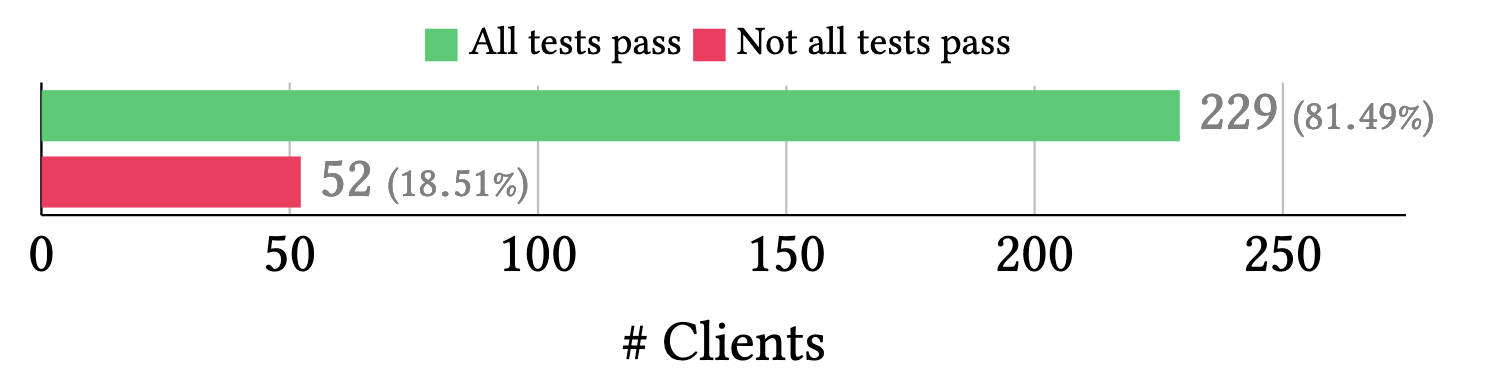 All tests pass Not all tests pass
229 (81.49%)
52 (18.51%)
0 50 100 150 200 250
# Clients